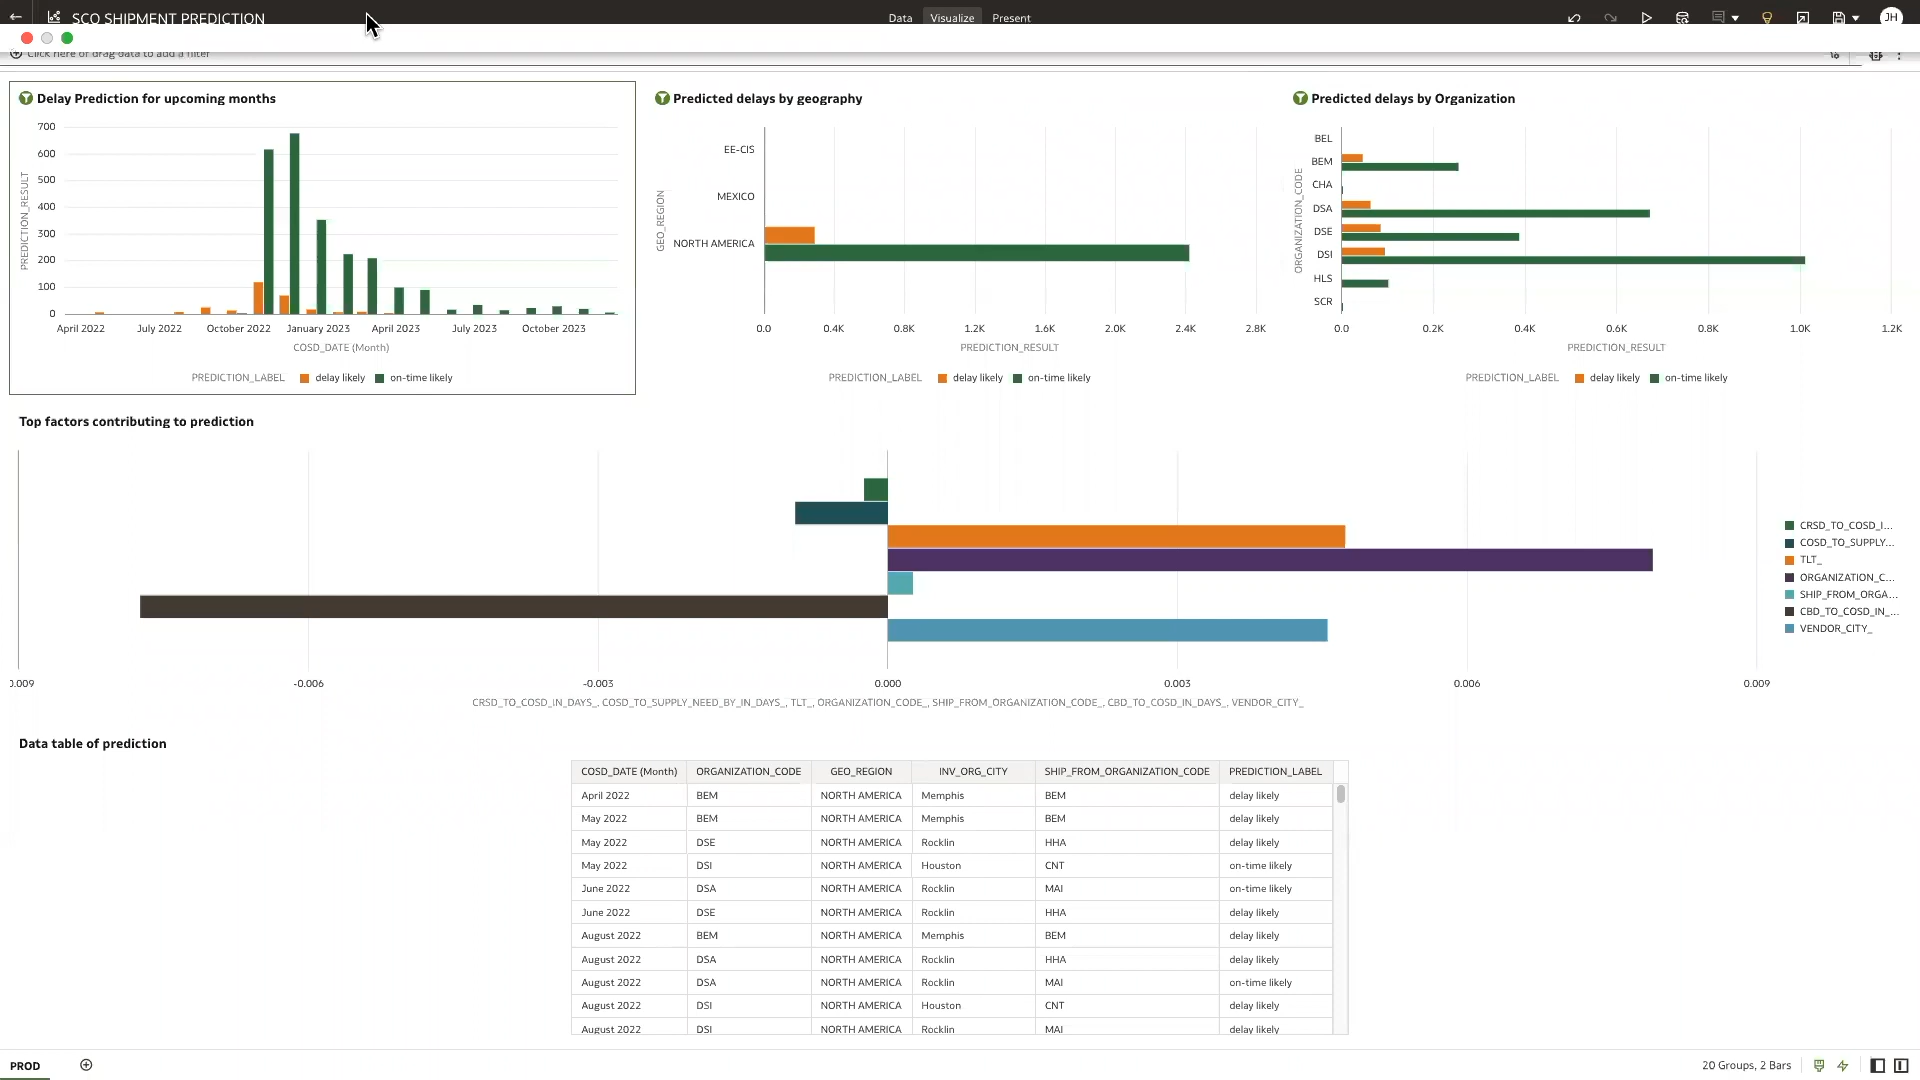 SCO SHIPMENT PREDICTION
Data Visualize Present
JH
Click here or drag data to add a filter
Delay Prediction for upcoming months
700
600
500
400
300
200
100
0
PREDICTION_RESULT
April 2022 July 2022 October 2022 January 2023 April 2023 July 2023 October 2023
COSD_DATE (Month)
PREDICTION_LABEL delay likely on-time likely
Predicted delays by geography
GEO_REGION
EE-CIS
MEXICO
NORTH AMERICA
0.0 0.4K 0.8K 1.2K 1.6K 2.0K 2.4K 2.8K
PREDICTION_RESULT
PREDICTION_LABEL delay likely on-time likely
Predicted delays by Organization
ORGANIZATION_CODE
BEL
BEM
CHA
DSA
DSE
DSI
HLS
SCR
0.0 0.2K 0.4K 0.6K 0.8K 1.0K 1.2K
PREDICTION_RESULT
PREDICTION_LABEL delay likely on-time likely
Top factors contributing to prediction
CRSD_TO_COSD_I...
COSD_TO_SUPPLY...
TLT_
ORGANIZATION_C...
SHIP_FROM_ORGA...
CBD_TO_COSD_IN_...
VENDOR_CITY_
0.009 -0.006 -0.003 0.000 0.003 0.006 0.009
CRSD_TO_COSD_IN_DAYS_, COSD_TO_SUPPLY_NEED_BY_IN_DAYS_, TLT_, ORGANIZATION_CODE_, SHIP_FROM_ORGANIZATION_CODE_, CBD_TO_COSD_IN_DAYS_, VENDOR_CITY_
Data table of prediction
COSD_DATE (Month) ORGANIZATION_CODE GEO_REGION INV_ORG_CITY SHIP_FROM_ORGANIZATION_CODE PREDICTION_LABEL
April 2022 BEM NORTH AMERICA Memphis BEM delay likely
May 2022 BEM NORTH AMERICA Memphis BEM delay likely
May 2022 DSE NORTH AMERICA Rocklin HHA delay likely
May 2022 DSI NORTH AMERICA Houston CNT on-time likely
June 2022 DSA NORTH AMERICA Rocklin MAI on-time likely
June 2022 DSE NORTH AMERICA Rocklin HHA delay likely
August 2022 BEM NORTH AMERICA Memphis BEM delay likely
August 2022 DSA NORTH AMERICA Rocklin HHA delay likely
August 2022 DSA NORTH AMERICA Rocklin MAI on-time likely
August 2022 DSI NORTH AMERICA Houston CNT delay likely
August 2022 DSI NORTH AMERICA Rocklin MAI delay likely
PROD
20 Groups, 2 Bars